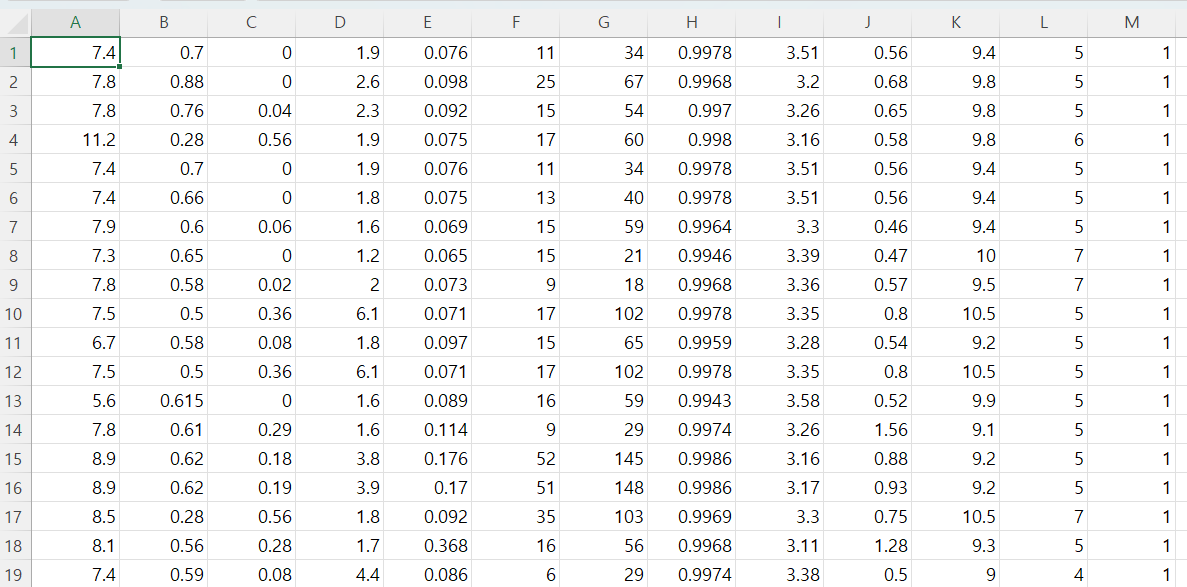 A B C D E F G H I J K L M
1 7.4 0.7 0 1.9 0.076 11 34 0.9978 3.51 0.56 9.4 5 1
2 7.8 0.88 0 2.6 0.098 25 67 0.9968 3.2 0.68 9.8 5 1
3 7.8 0.76 0.04 2.3 0.092 15 54 0.997 3.26 0.65 9.8 5 1
4 11.2 0.28 0.56 1.9 0.075 17 60 0.998 3.16 0.58 9.8 6 1
5 7.4 0.7 0 1.9 0.076 11 34 0.9978 3.51 0.56 9.4 5 1
6 7.4 0.66 0 1.8 0.075 13 40 0.9978 3.51 0.56 9.4 5 1
7 7.9 0.6 0.06 1.6 0.069 15 59 0.9964 3.3 0.46 9.4 5 1
8 7.3 0.65 0 1.2 0.065 15 21 0.9946 3.39 0.47 10 7 1
9 7.8 0.58 0.02 2 0.073 9 18 0.9968 3.36 0.57 9.5 7 1
10 7.5 0.5 0.36 6.1 0.071 17 102 0.9978 3.35 0.8 10.5 5 1
11 6.7 0.58 0.08 1.8 0.097 15 65 0.9959 3.28 0.54 9.2 5 1
12 7.5 0.5 0.36 6.1 0.071 17 102 0.9978 3.35 0.8 10.5 5 1
13 5.6 0.615 0 1.6 0.089 16 59 0.9943 3.58 0.52 9.9 5 1
14 7.8 0.61 0.29 1.6 0.114 9 29 0.9974 3.26 1.56 9.1 5 1
15 8.9 0.62 0.18 3.8 0.176 52 145 0.9986 3.16 0.88 9.2 5 1
16 8.9 0.62 0.19 3.9 0.17 51 148 0.9986 3.17 0.93 9.2 5 1
17 8.5 0.28 0.56 1.8 0.092 35 103 0.9969 3.3 0.75 10.5 7 1
18 8.1 0.56 0.28 1.7 0.368 16 56 0.9968 3.11 1.28 9.3 5 1
19 7.4 0.59 0.08 4.4 0.086 6 29 0.9974 3.38 0.5 9 4 1